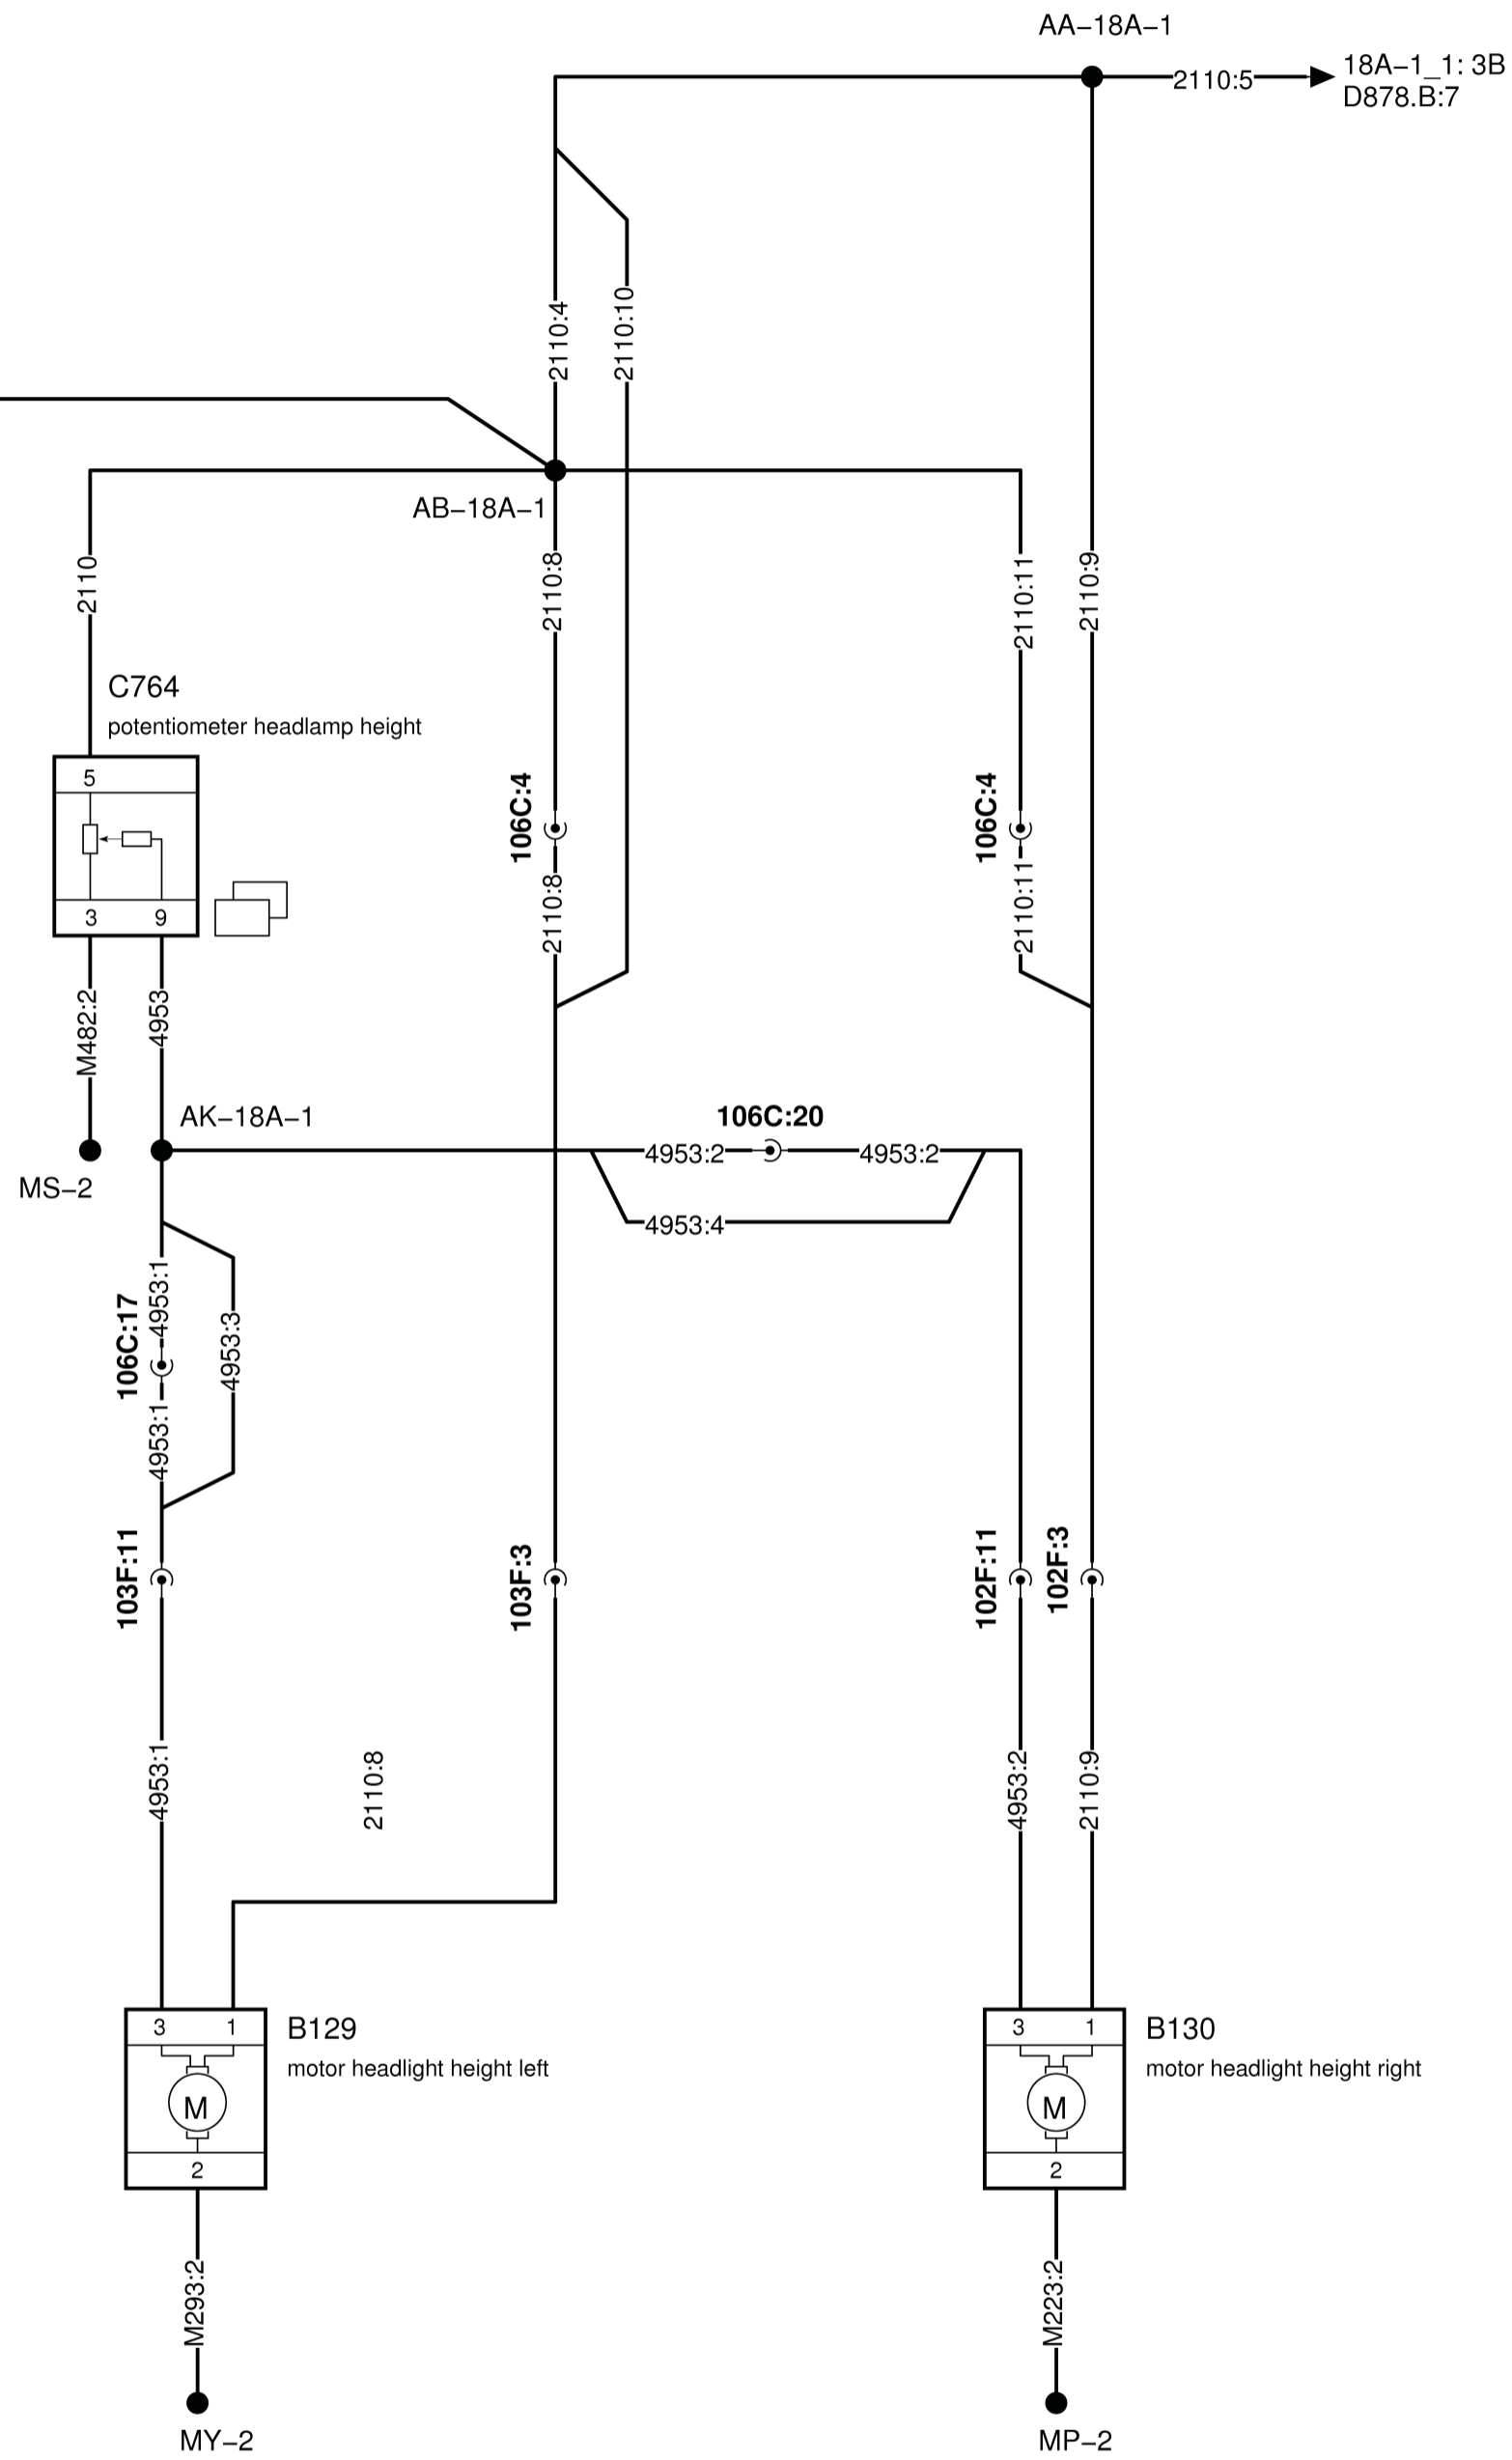 AA–18A–1
2110:5
18A–1_1: 3B
D878.B:7
2110:4
2110:10
AB–18A–1
2110
2110:8
2110:11
2110:9
C764
potentiometer headlamp height
5
3
9
106C:4
106C:4
2110:8
2110:11
M482:2
4953
AK–18A–1
106C:20
4953:2
4953:2
MS–2
4953:4
4953:1
106C:17
4953:3
4953:1
103F:11
103F:3
102F:11
102F:3
4953:1
2110:8
4953:2
2110:9
3
1
B129
motor headlight height left
M
2
3
1
B130
motor headlight height right
M
2
M293:2
M223:2
MY–2
MP–2